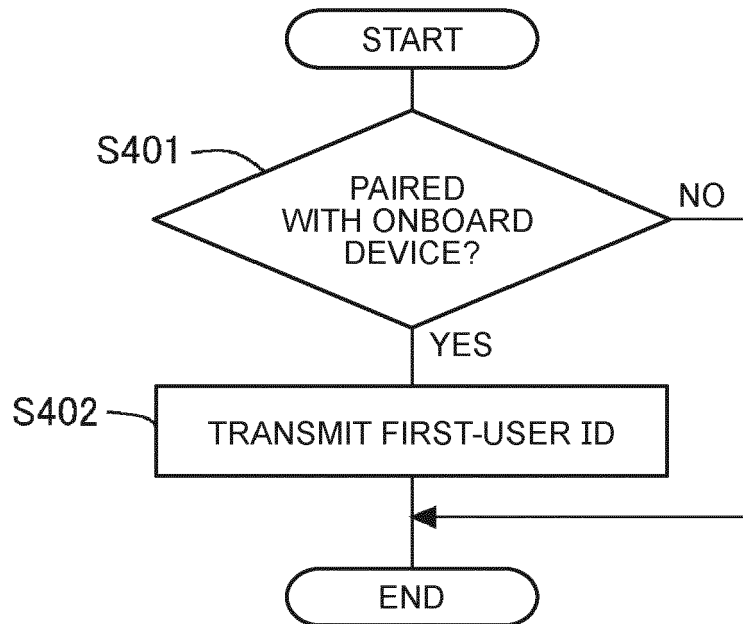 START
S401
PAIRED
WITH ONBOARD
DEVICE?
NO
YES
S402
TRANSMIT FIRST-USER ID
END